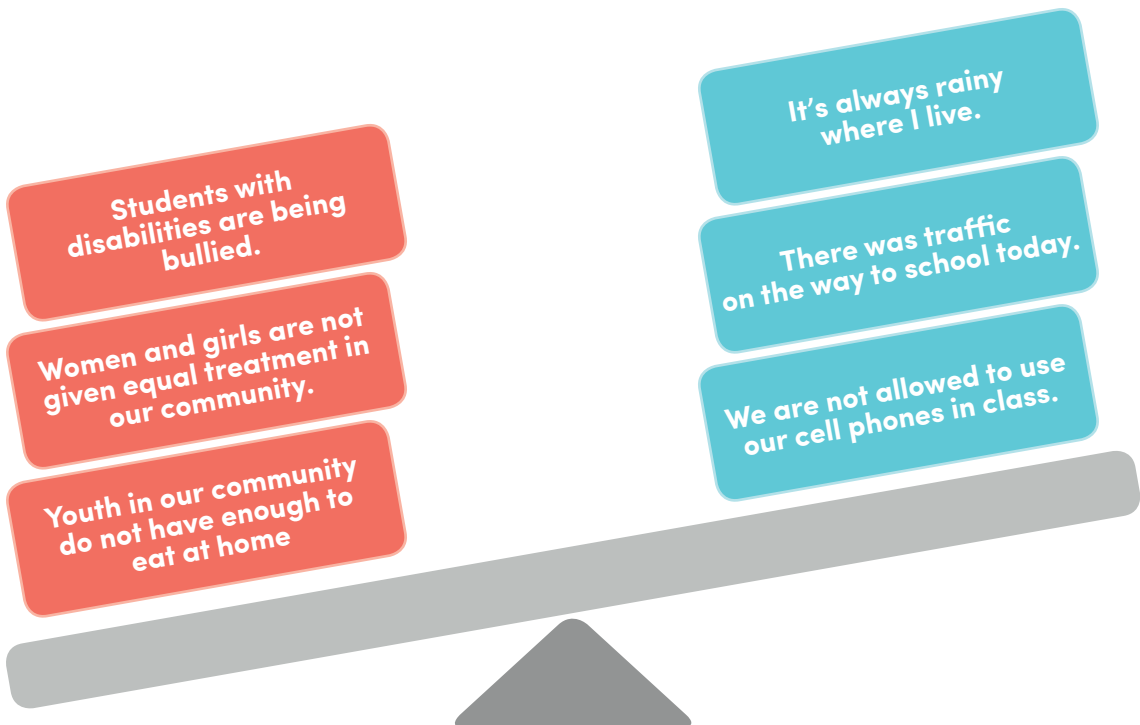 Students with
disabilities are being
bullied.
Women and girls are not
given equal treatment in
our community.
Youth in our community
do not have enough to
eat at home
It's always rainy
where I live.
There was traffic
on the way to school today.
We are not allowed to use
our cell phones in class.